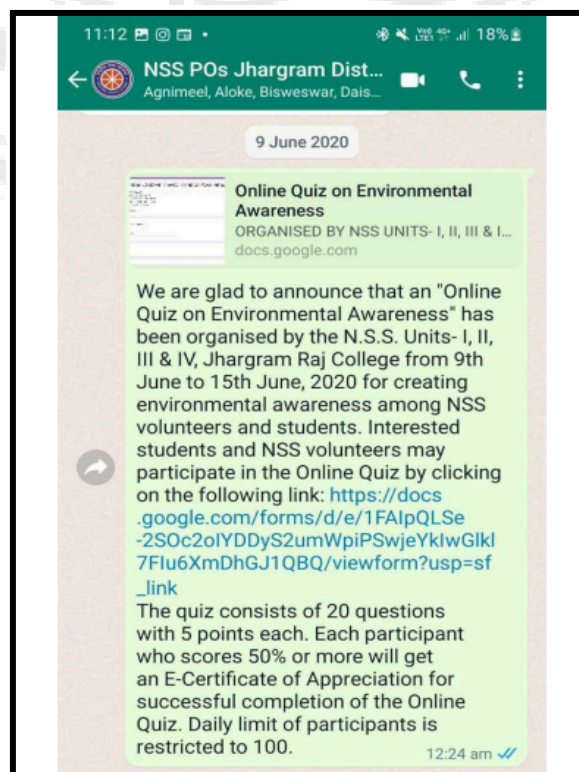 11:12
18%
NSS POs Jhargram Dist...
Agnimeel, Aloke, Bisweswar, Dais...
9 June 2020
Online Quiz on Environmental
Awareness
ORGANISED BY NSS UNITS- I, II, III & I...
docs.google.com
We are glad to announce that an "Online
Quiz on Environmental Awareness" has
been organised by the N.S.S. Units- I, II,
III & IV, Jhargram Raj College from 9th
June to 15th June, 2020 for creating
environmental awareness among NSS
volunteers and students. Interested
students and NSS volunteers may
participate in the Online Quiz by clicking
on the following link: https://docs
.google.com/forms/d/e/1FAIpQLSe
-2SOc2oIYDDyS2umWpiPSwjeYkIwGlkl
7FIu6XmDhGJ1QBQ/viewform?usp=sf
_link
The quiz consists of 20 questions
with 5 points each. Each participant
who scores 50% or more will get
an E-Certificate of Appreciation for
successful completion of the Online
Quiz. Daily limit of participants is
restricted to 100.
12:24 am